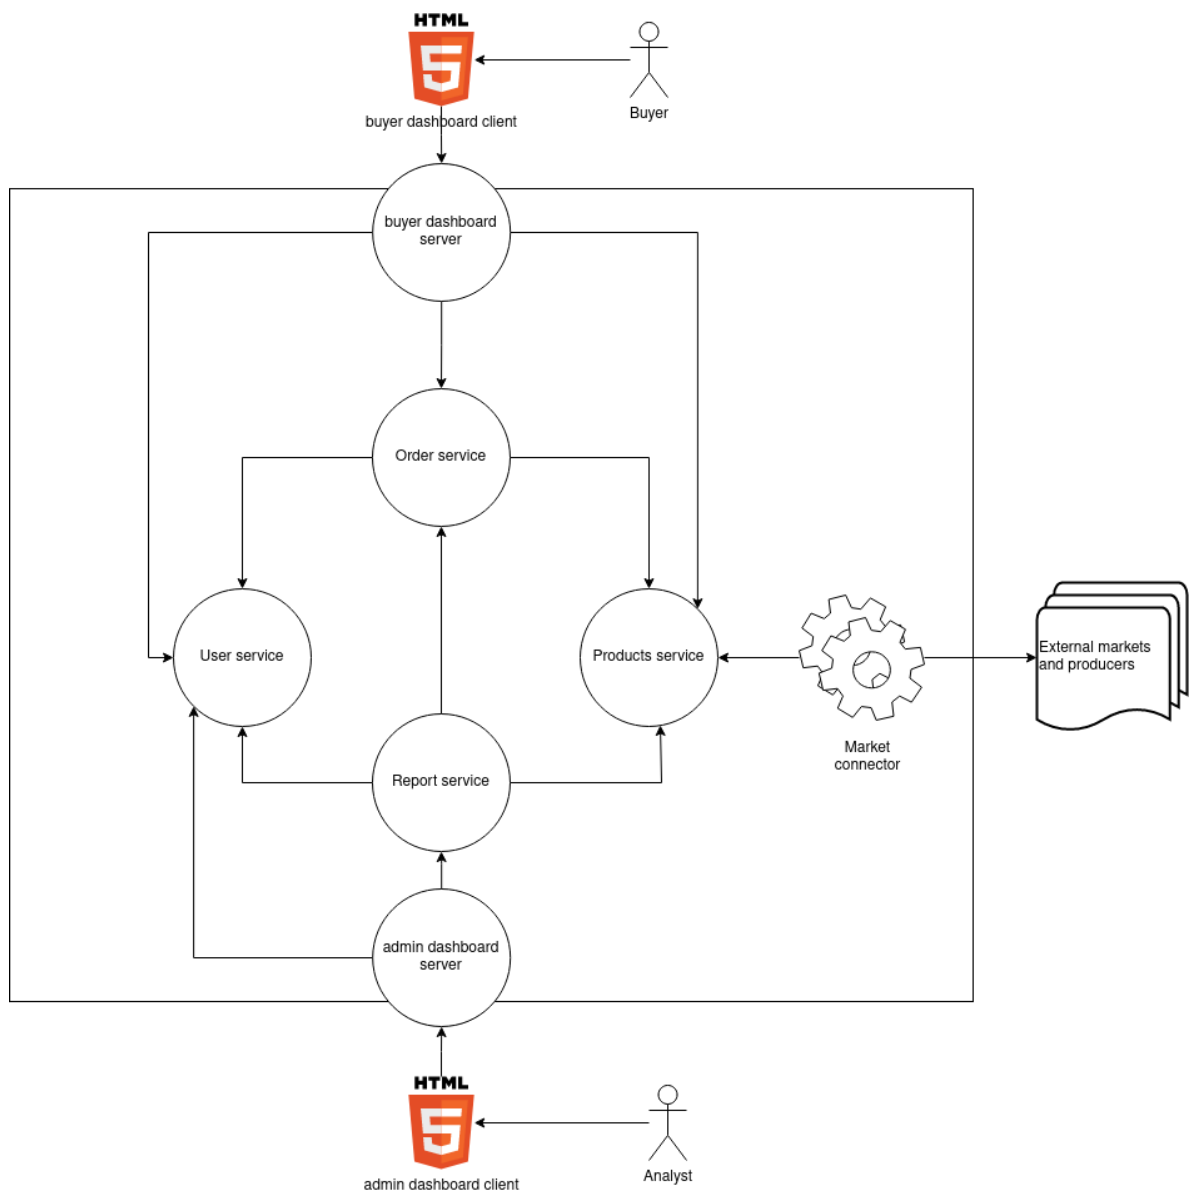 HTML
buyer dashboard client
Buyer
buyer dashboard
server
Order service
User service
Products service
External markets
and producers
Market
connector
Report service
admin dashboard
server
HTML
admin dashboard client
Analyst